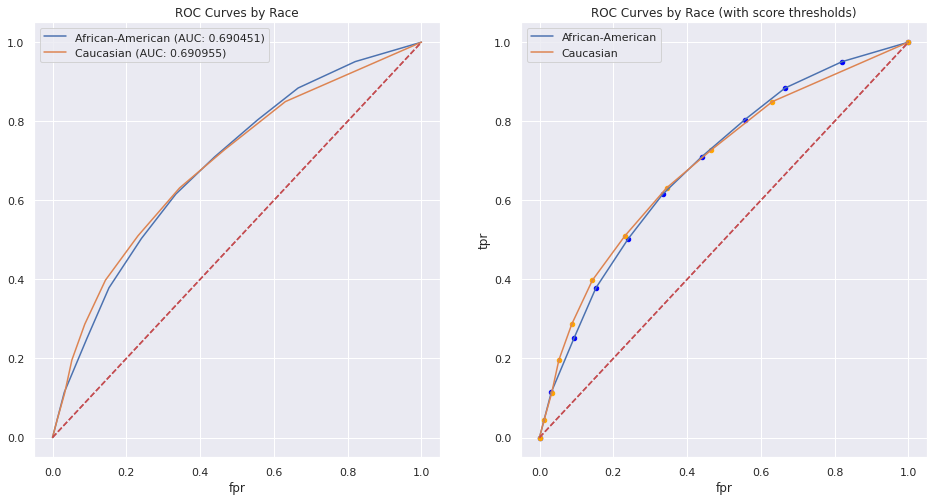 ROC Curves by Race
African-American (AUC: 0.690451)
Caucasian (AUC: 0.690955)
1.0
0.8
0.6
0.4
0.2
0.0
0.0 0.2 0.4 0.6 0.8 1.0
fpr
ROC Curves by Race (with score thresholds)
African-American
Caucasian
tpr
1.0
0.8
0.6
0.4
0.2
0.0
0.0 0.2 0.4 0.6 0.8 1.0
fpr